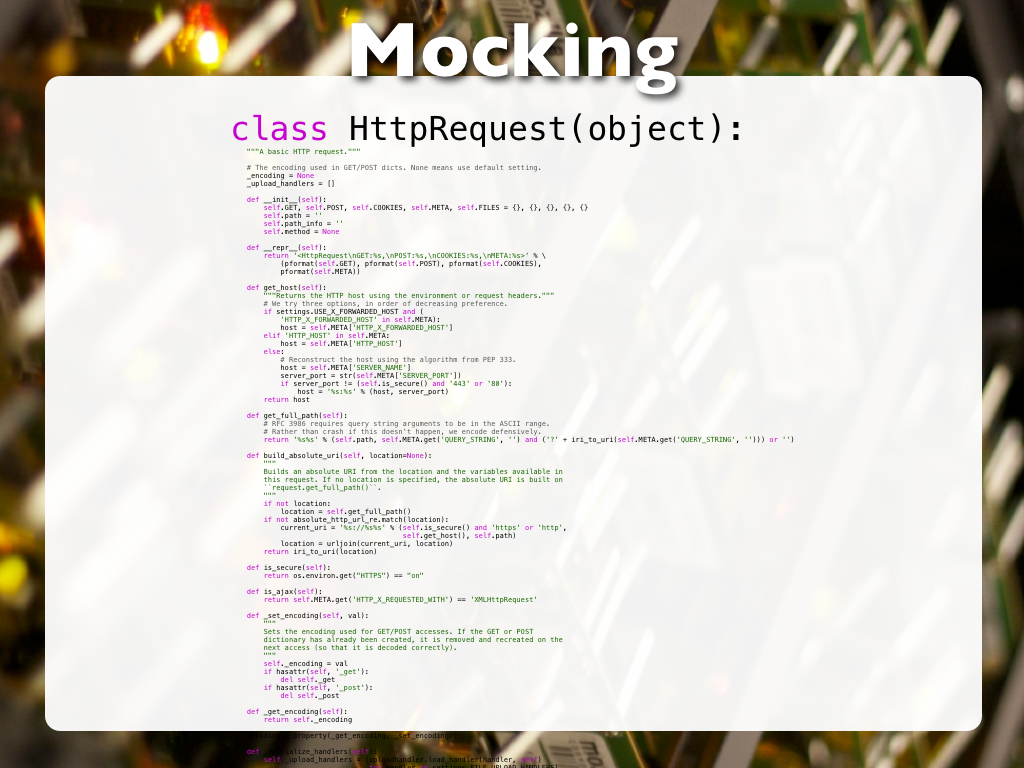 Mocking
class HttpRequest(object):
"""A basic HTTP request."""
# The encoding used in GET/POST dicts. None means use default setting.
_encoding = None
_upload_handlers = []
def __init__(self):
self.GET, self.POST, self.COOKIES, self.META, self.FILES = {}, {}, {}, {}, {}
self.path = ''
self.path_info = ''
self.method = None
def __repr__(self):
return '<HttpRequest\nGET:%s,\nPOST:%s,\nCOOKIES:%s,\nMETA:%s>' % \
(pformat(self.GET), pformat(self.POST), pformat(self.COOKIES),
pformat(self.META))
def get_host(self):
"""Returns the HTTP host using the environment or request headers."""
# We try three options, in order of decreasing preference.
if settings.USE_X_FORWARDED_HOST and (
'HTTP_X_FORWARDED_HOST' in self.META):
host = self.META['HTTP_X_FORWARDED_HOST']
elif 'HTTP_HOST' in self.META:
host = self.META['HTTP_HOST']
else:
# Reconstruct the host using the algorithm from PEP 333.
host = self.META['SERVER_NAME']
server_port = str(self.META['SERVER_PORT'])
if server_port != (self.is_secure() and '443' or '80'):
host = '%s:%s' % (host, server_port)
return host
def get_full_path(self):
# RFC 3986 requires query string arguments to be in the ASCII range.
# Rather than crash if this doesn't happen, we encode defensively.
return '%s%s' % (self.path, self.META.get('QUERY_STRING', '') and ('?' + iri_to_uri(self.META.get('QUERY_STRING', ''))) or '')
def build_absolute_uri(self, location=None):
"""
Builds an absolute URI from the location and the variables available in
this request. If no location is specified, the absolute URI is built on
``request.get_full_path()``.
"""
if not location:
location = self.get_full_path()
if not absolute_http_url_re.match(location):
current_uri = '%s://%s%s' % (self.is_secure() and 'https' or 'http',
self.get_host(), self.path)
location = urljoin(current_uri, location)
return iri_to_uri(location)
def is_secure(self):
return os.environ.get("HTTPS") == "on"
def is_ajax(self):
return self.META.get('HTTP_X_REQUESTED_WITH') == 'XMLHttpRequest'
def _set_encoding(self, val):
"""
Sets the encoding used for GET/POST accesses. If the GET or POST
dictionary has already been created, it is removed and recreated on the
next access (so that it is decoded correctly).
"""
self._encoding = val
if hasattr(self, '_get'):
del self._get
if hasattr(self, '_post'):
del self._post
def _get_encoding(self):
return self._encoding
property(_get_encoding, _set_encoding)
def
self._upload_handlers = [uploadhandler.load_handler(handler,